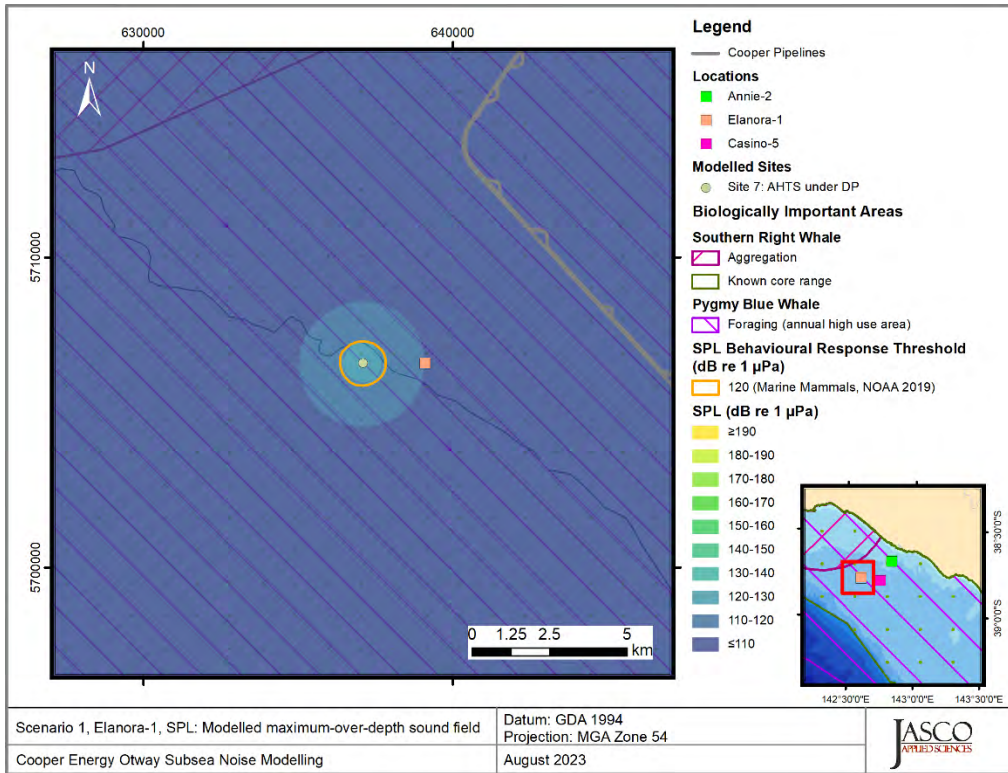 630000
640000
N
5710000
5700000
0 1.25 2.5 5
km
Legend
Cooper Pipelines
Locations
Annie-2
Elanora-1
Casino-5
Modelled Sites
Site 7: AHTS under DP
Biologically Important Areas
Southern Right Whale
Aggregation
Known core range
Pygmy Blue Whale
Foraging (annual high use area)
SPL Behavioural Response Threshold
(dB re 1 µPa)
120 (Marine Mammals, NOAA 2019)
SPL (dB re 1 µPa)
≥190
180-190
170-180
160-170
150-160
140-150
130-140
120-130
110-120
≤110
38°30'0"S
39°0'0"S
142°30'0"E 143°0'0"E 143°30'0"E
Scenario 1, Elanora-1, SPL: Modelled maximum-over-depth sound field
Datum: GDA 1994
Projection: MGA Zone 54
Cooper Energy Otway Subsea Noise Modelling
August 2023
JASCO
APPLIED SCIENCES